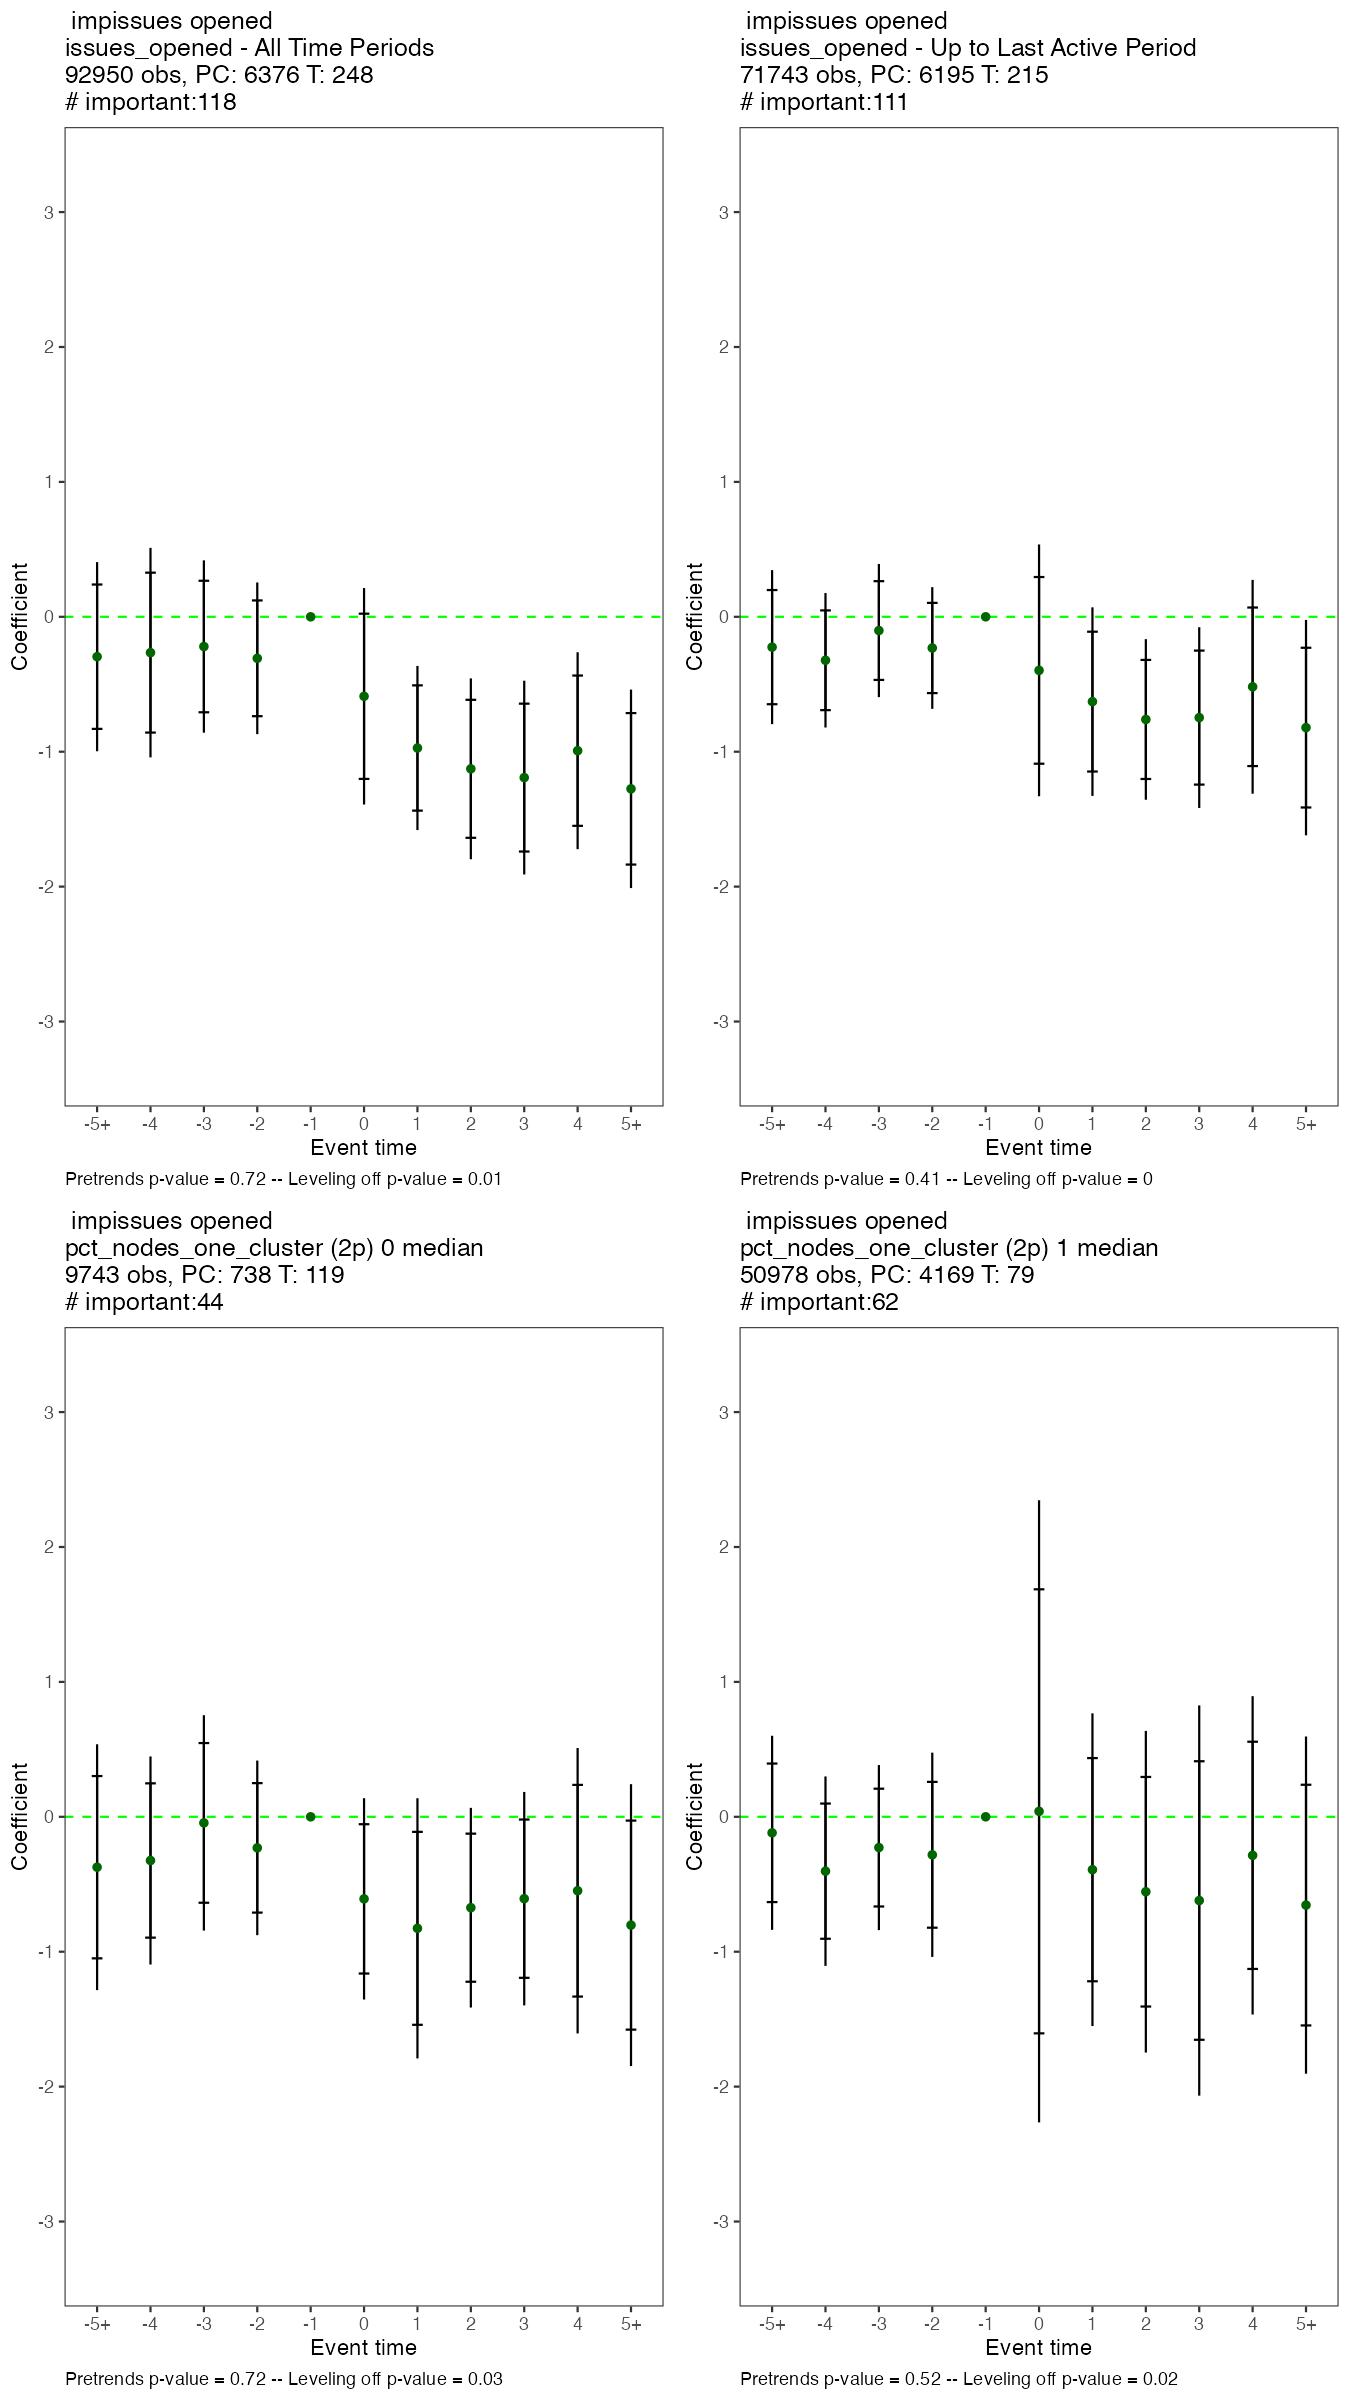 impissues opened
issues_opened - All Time Periods
92950 obs, PC: 6376 T: 248
# important:118
3
2
1
0
-1
-2
-3
Coefficient
-5+ -4 -3 -2 -1 0 1 2 3 4 5+
Event time
Pretrends p-value = 0.72 -- Leveling off p-value = 0.01
impissues opened
issues_opened - Up to Last Active Period
71743 obs, PC: 6195 T: 215
# important:111
3
2
1
0
-1
-2
-3
Coefficient
-5+ -4 -3 -2 -1 0 1 2 3 4 5+
Event time
Pretrends p-value = 0.41 -- Leveling off p-value = 0
impissues opened
pct_nodes_one_cluster (2p) 0 median
9743 obs, PC: 738 T: 119
# important:44
3
2
1
0
-1
-2
-3
Coefficient
-5+ -4 -3 -2 -1 0 1 2 3 4 5+
Event time
Pretrends p-value = 0.72 -- Leveling off p-value = 0.03
impissues opened
pct_nodes_one_cluster (2p) 1 median
50978 obs, PC: 4169 T: 79
# important:62
3
2
1
0
-1
-2
-3
Coefficient
-5+ -4 -3 -2 -1 0 1 2 3 4 5+
Event time
Pretrends p-value = 0.52 -- Leveling off p-value = 0.02